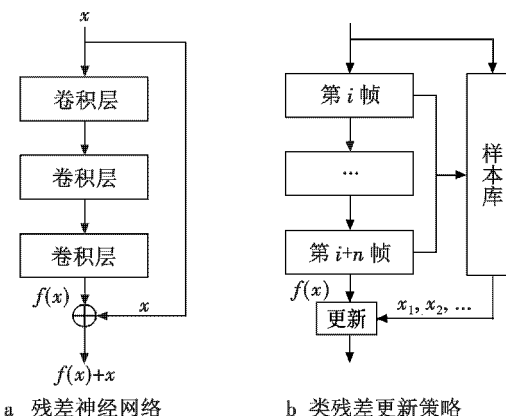 x
卷积层
卷积层
卷积层
f(x)
x
f(x)+x
a 残差神经网络
第 i 帧
…
第 i+n 帧
样本库
f(x)
x₁, x₂, …
更新
b 类残差更新策略